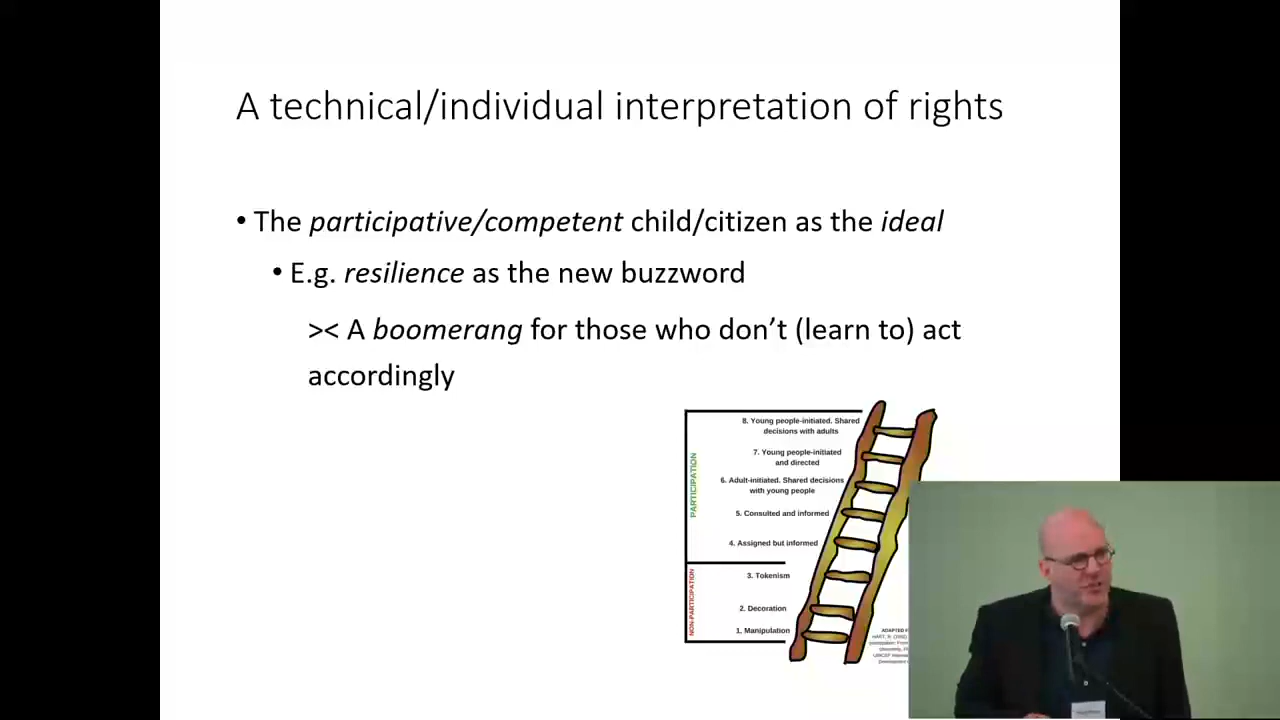 A technical/individual interpretation of rights
• The participative/competent child/citizen as the ideal
• E.g. resilience as the new buzzword
>< A boomerang for those who don’t (learn to) act
accordingly
PARTICIPATION
8. Young people-initiated. Shared
decisions with adults
7. Young people-initiated
and directed
6. Adult-initiated. Shared decisions
with young people
5. Consulted and informed
4. Assigned but informed
NON-PARTICIPATION
3. Tokenism
2. Decoration
1. Manipulation
ADAPTED